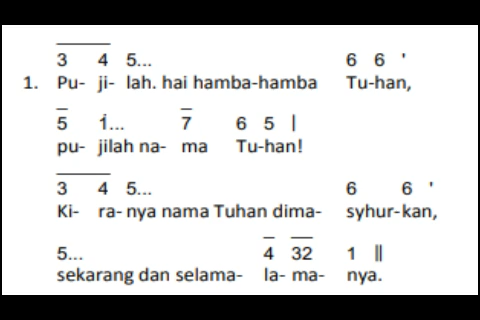 3 4 5... 6 6 '
1. Pu- ji- lah. hai hamba-hamba Tu-han,
5 1̇... 7 6 5 |
pu- jilah na- ma Tu-han!
3 4 5... 6 6 '
Ki- ra- nya nama Tuhan dima- syhur-kan,
5... 4 32 1 ||
sekarang dan selama- la- ma- nya.